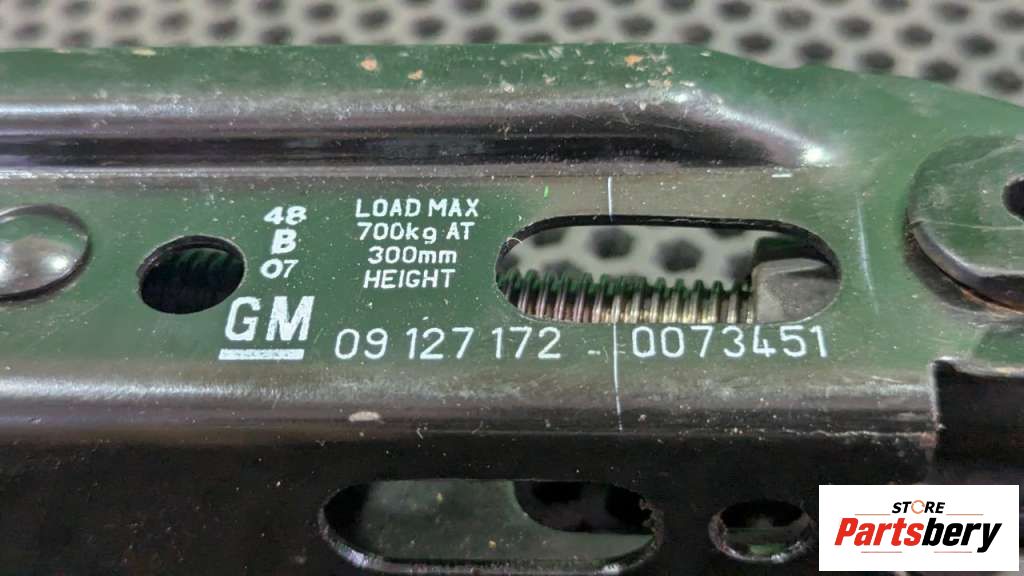 48
B
07
LOAD MAX
700kg AT
300mm
HEIGHT
GM
09 127 172 - 0073451
STORE
Partsbery